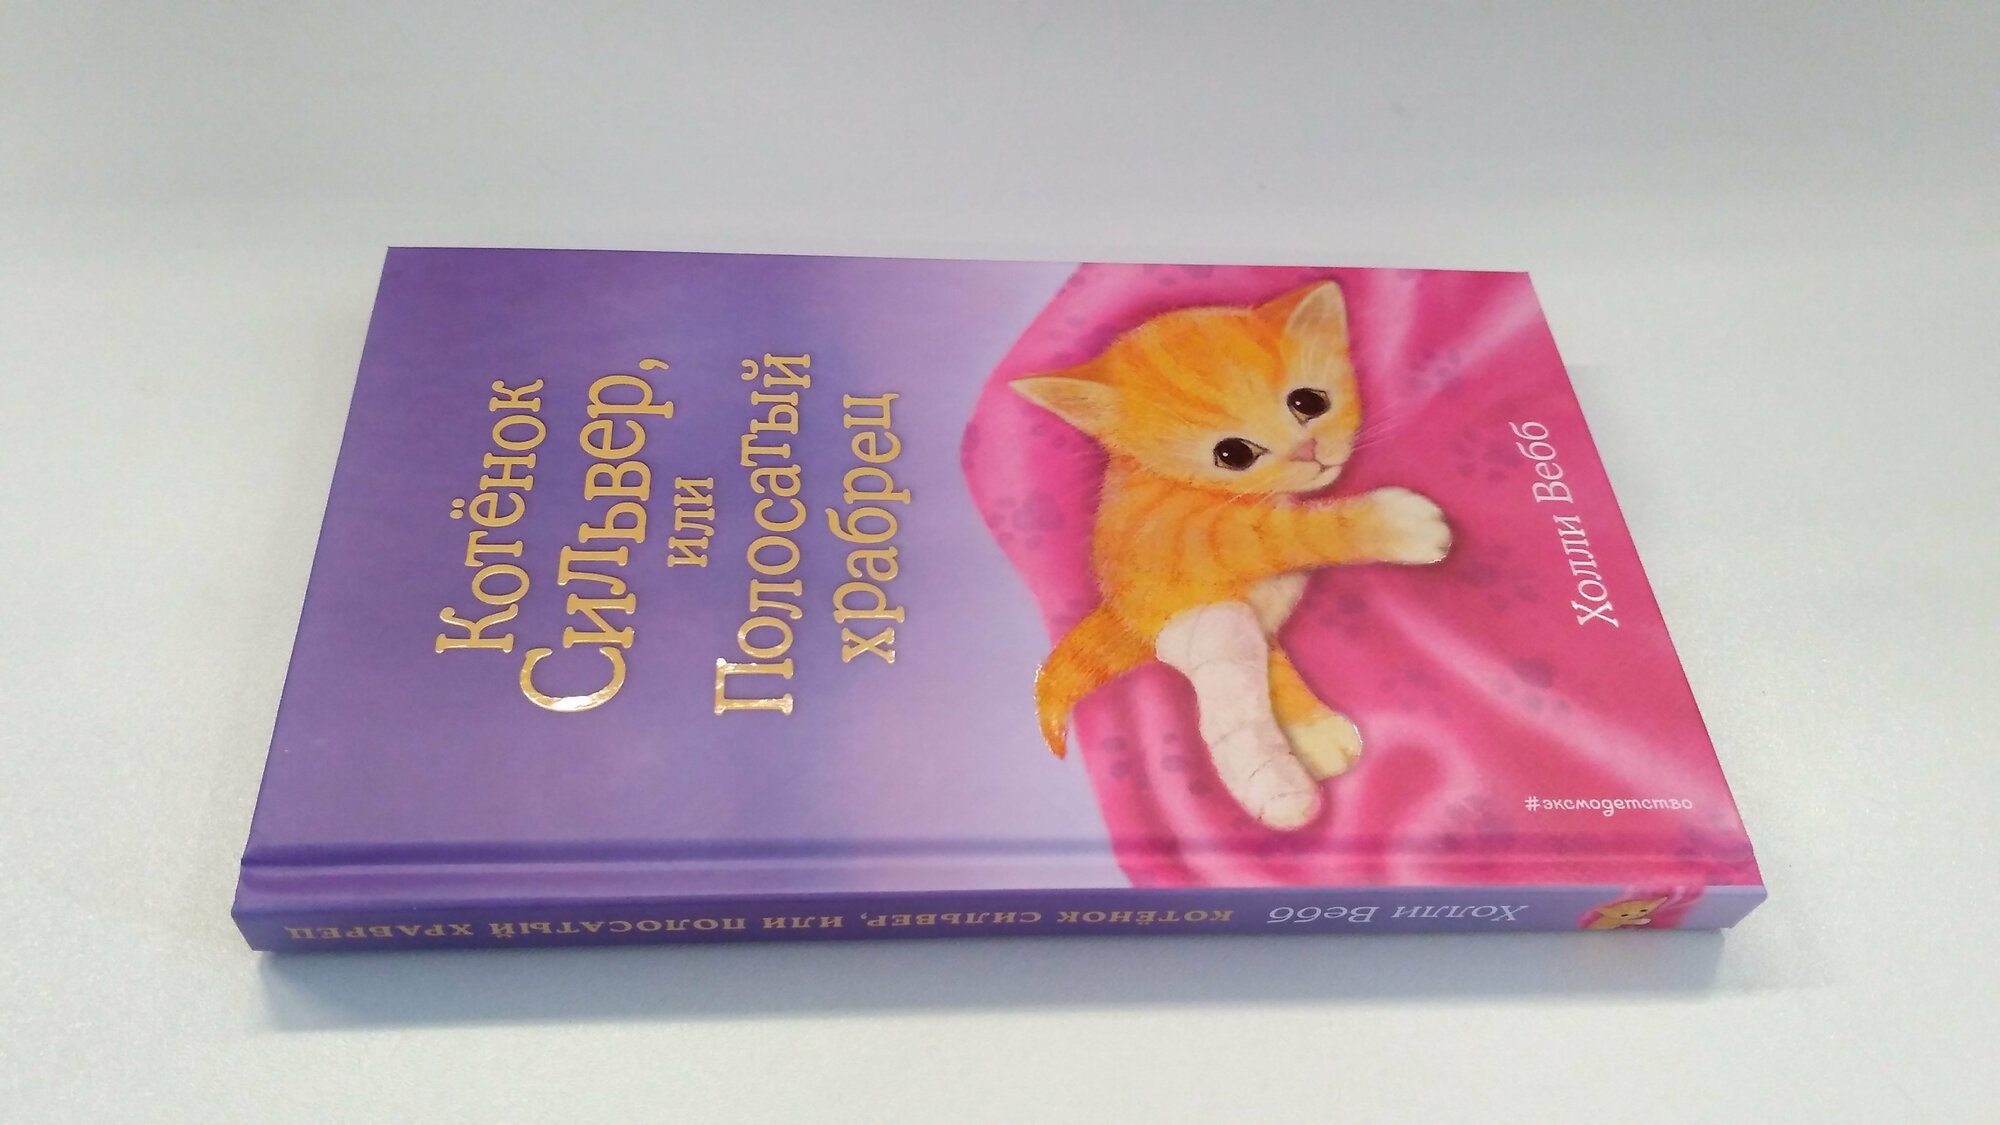 Котёнок
Сильвер,
или
Полосатый
храбрец
Холли Вебб
#эксмодетство
КОТЁНОК СИЛЬВЕР, ИЛИ ПОЛОСАТЫЙ ХРАБРЕЦ
Холли Вебб